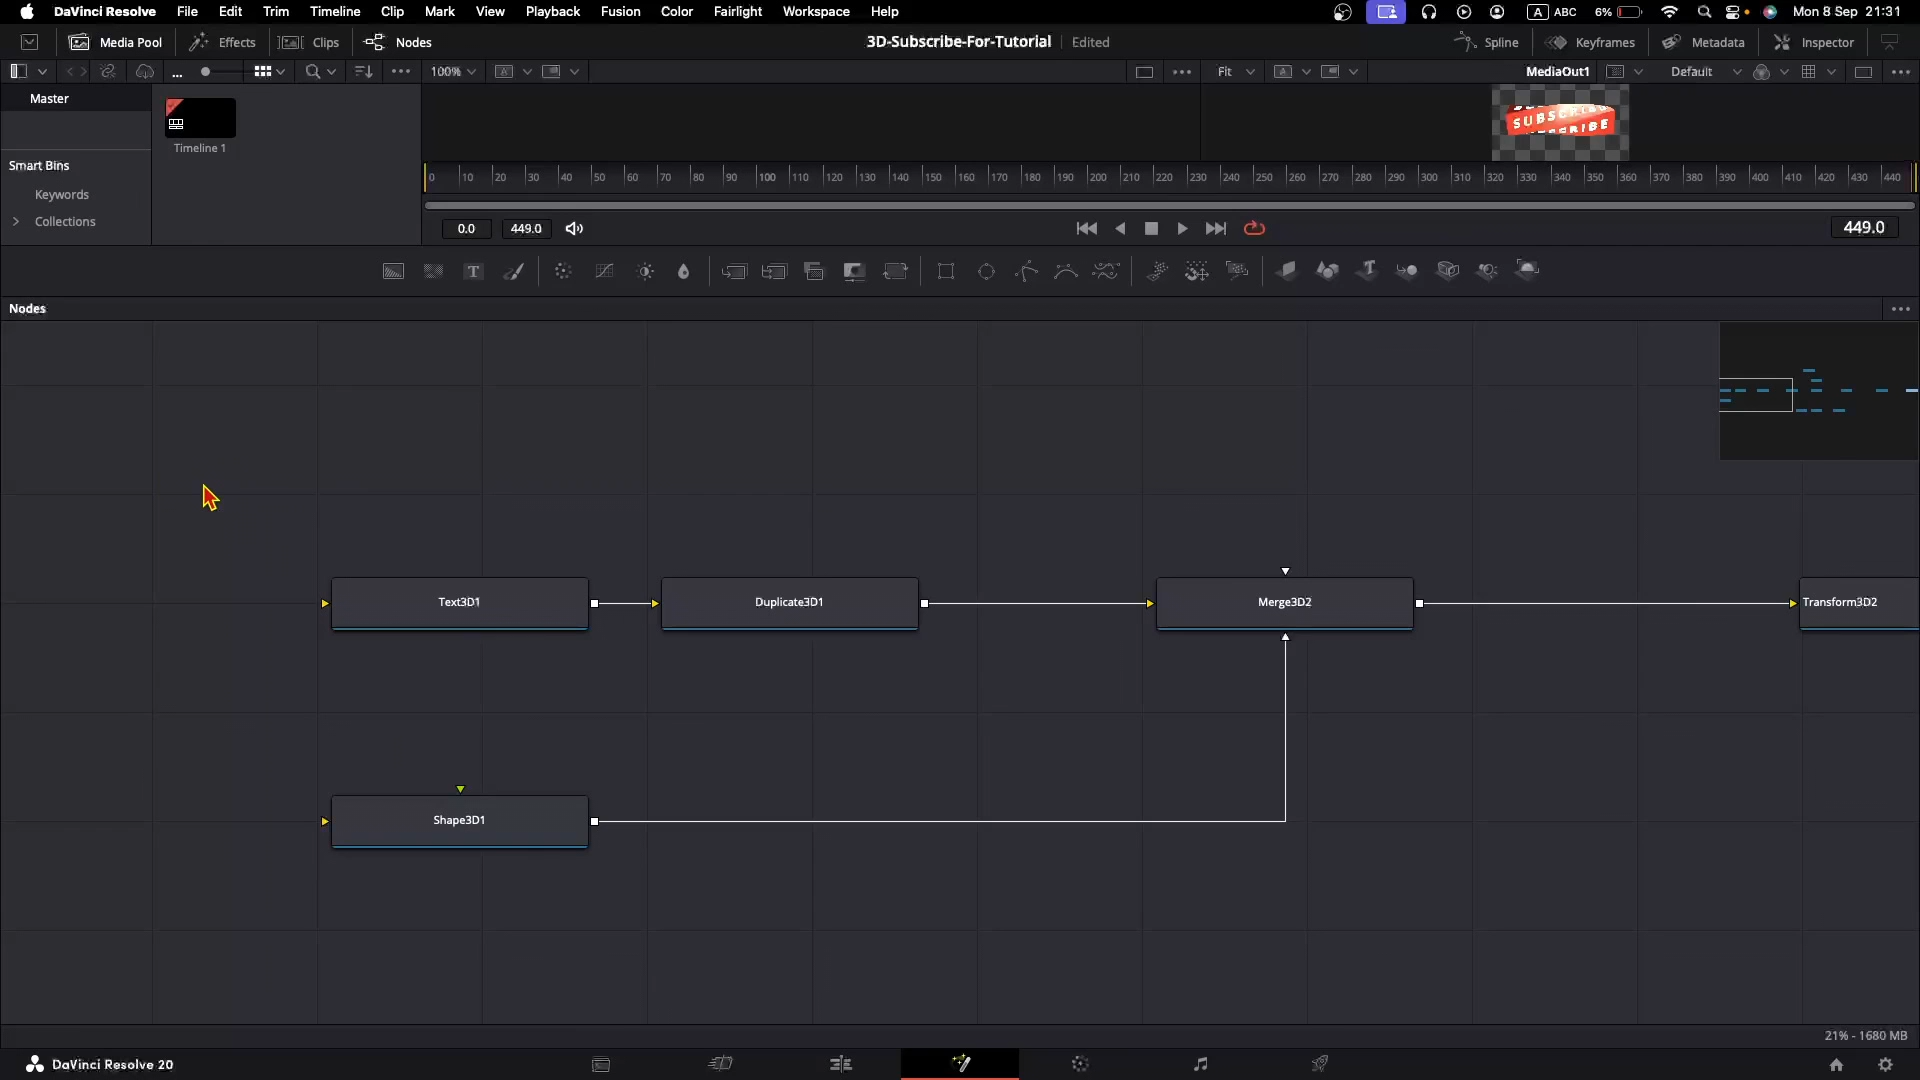 DaVinci Resolve File Edit Trim Timeline Clip Mark View Playback Fusion Color Fairlight Workspace Help A ABC 6% Mon 8 Sep 21:31
Media Pool Effects Clips Nodes 3D-Subscribe-For-Tutorial Edited Spline Keyframes Metadata Inspector
... 100% Fit MediaOut1 Default
Master
SUBSCRIBE
Timeline 1
Smart Bins
Keywords
Collections
0 10 20 30 40 50 60 70 80 90 100 110 120 130 140 150 160 170 180 190 200 210 220 230 240 250 260 270 280 290 300 310 320 330 340 350 360 370 380 390 400 410 420 430 440
0.0 449.0 449.0
T
Nodes
Text3D1 Duplicate3D1 Merge3D2 Transform3D2
Shape3D1
21% - 1680 MB
DaVinci Resolve 20